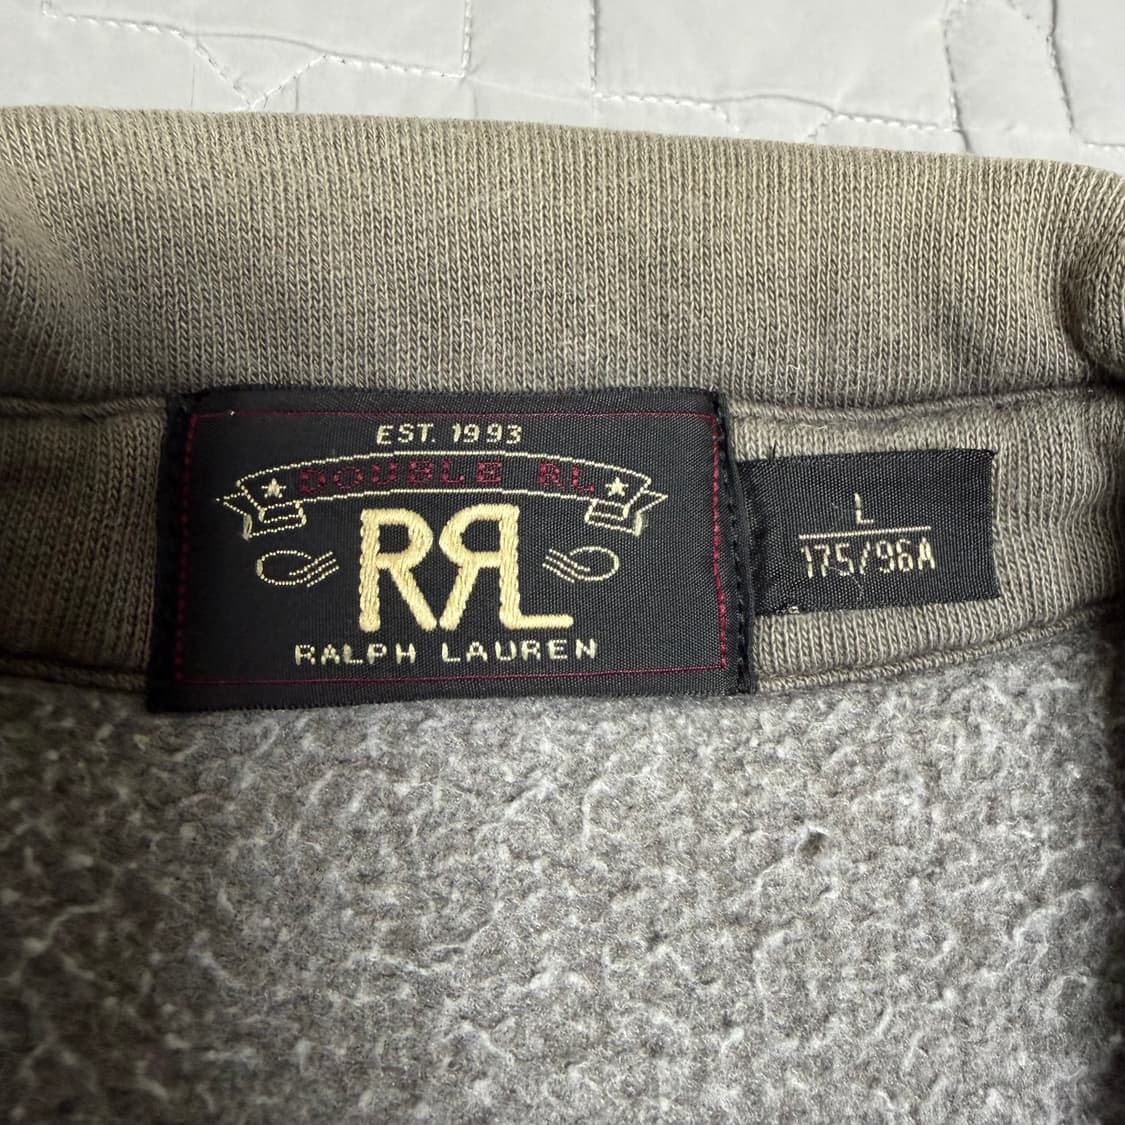 EST. 1993
DOUBLE RL
RRL
RALPH LAUREN
L
175/96A